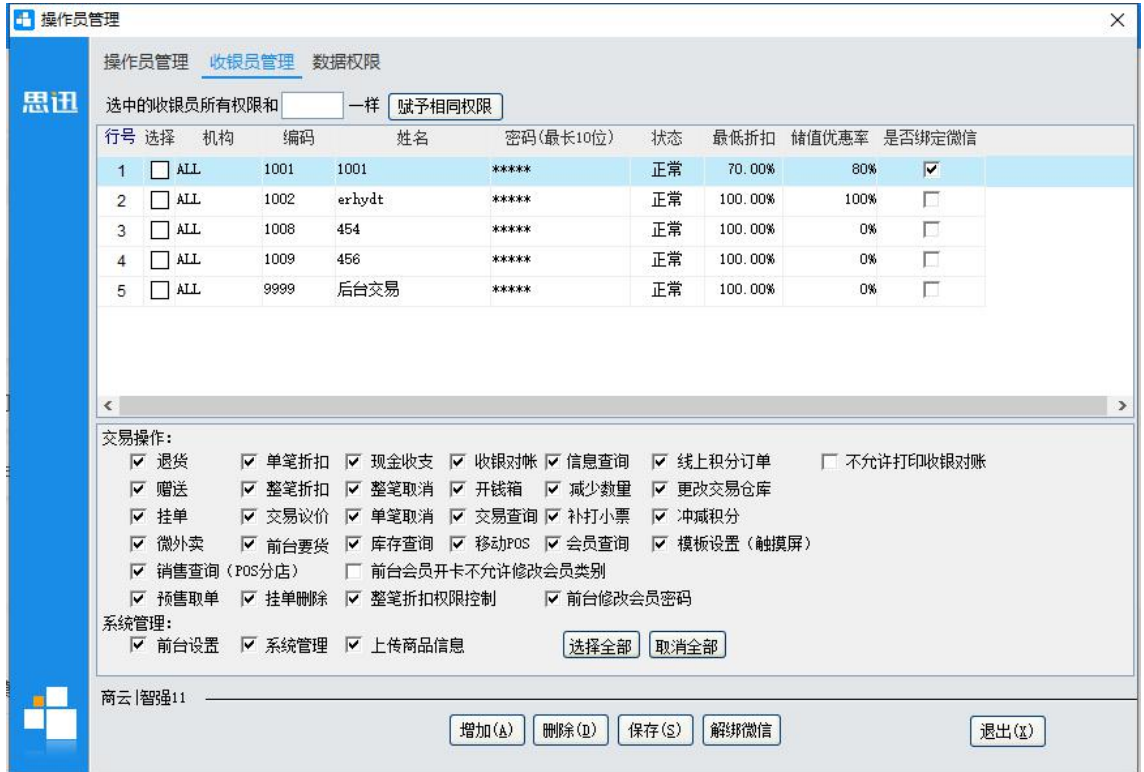 操作员管理
操作员管理 收银员管理 数据权限
思迅
选中的收银员所有权限和 一样 赋予相同权限
行号 选择 机构 编码 姓名 密码(最长10位) 状态 最低折扣 储值优惠率 是否绑定微信
1 ALL 1001 1001 ***** 正常 70.00% 80%
2 ALL 1002 erhydt ***** 正常 100.00% 100%
3 ALL 1008 454 ***** 正常 100.00% 0%
4 ALL 1009 456 ***** 正常 100.00% 0%
5 ALL 9999 后台交易 ***** 正常 100.00% 0%
交易操作:
退货 单笔折扣 现金收支 收银对帐 信息查询 线上积分订单 不允许打印收银对账
赠送 整笔折扣 整笔取消 开钱箱 减少数量 更改交易仓库
挂单 交易议价 单笔取消 交易查询 补打小票 冲减积分
微外卖 前台要货 库存查询 移动POS 会员查询 模板设置(触摸屏)
销售查询(POS分店) 前台会员开卡不允许修改会员类别
预售取单 挂单删除 整笔折扣权限控制 前台修改会员密码
系统管理:
前台设置 系统管理 上传商品信息 选择全部 取消全部
商云|智强11
增加(A) 删除(D) 保存(S) 解绑微信 退出(X)